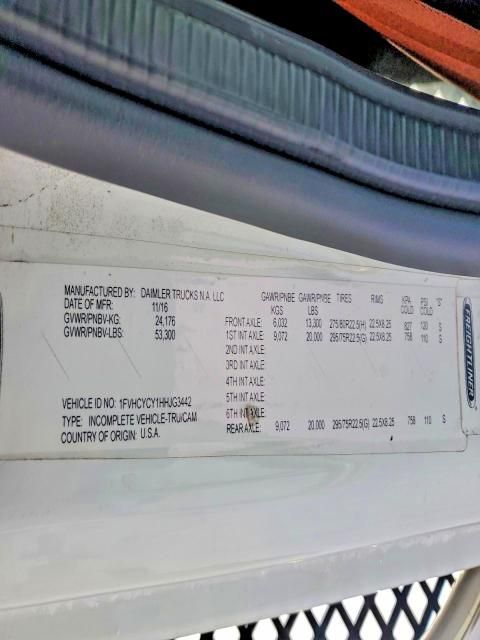 MANUFACTURED BY: DAIMLER TRUCKS N.A. LLC
DATE OF MFR: 11/16
GVWR/PNBV-KG: 24,176
GVWR/PNBV-LBS: 53,300
VEHICLE ID NO: 1FVHCYCY1HHJG3442
TYPE: INCOMPLETE VEHICLE-TRU/CAM
COUNTRY OF ORIGIN: U.S.A.
GAWR/PNBE KGS GAWR/PNBE LBS TIRES RIMS KPA COLD PSI COLD "S"
FRONT AXLE: 6,032 13,300 275/80R22.5(H) 22.5X8.25 827 120 S
1ST INT AXLE: 9,072 20,000 295/75R22.5(G) 22.5X8.25 758 110 S
2ND INT AXLE:
3RD INT AXLE:
4TH INT AXLE:
5TH INT AXLE:
6TH INT AXLE:
REAR AXLE: 9,072 20,000 295/75R22.5(G) 22.5X8.25 758 110 S
FREIGHTLINER